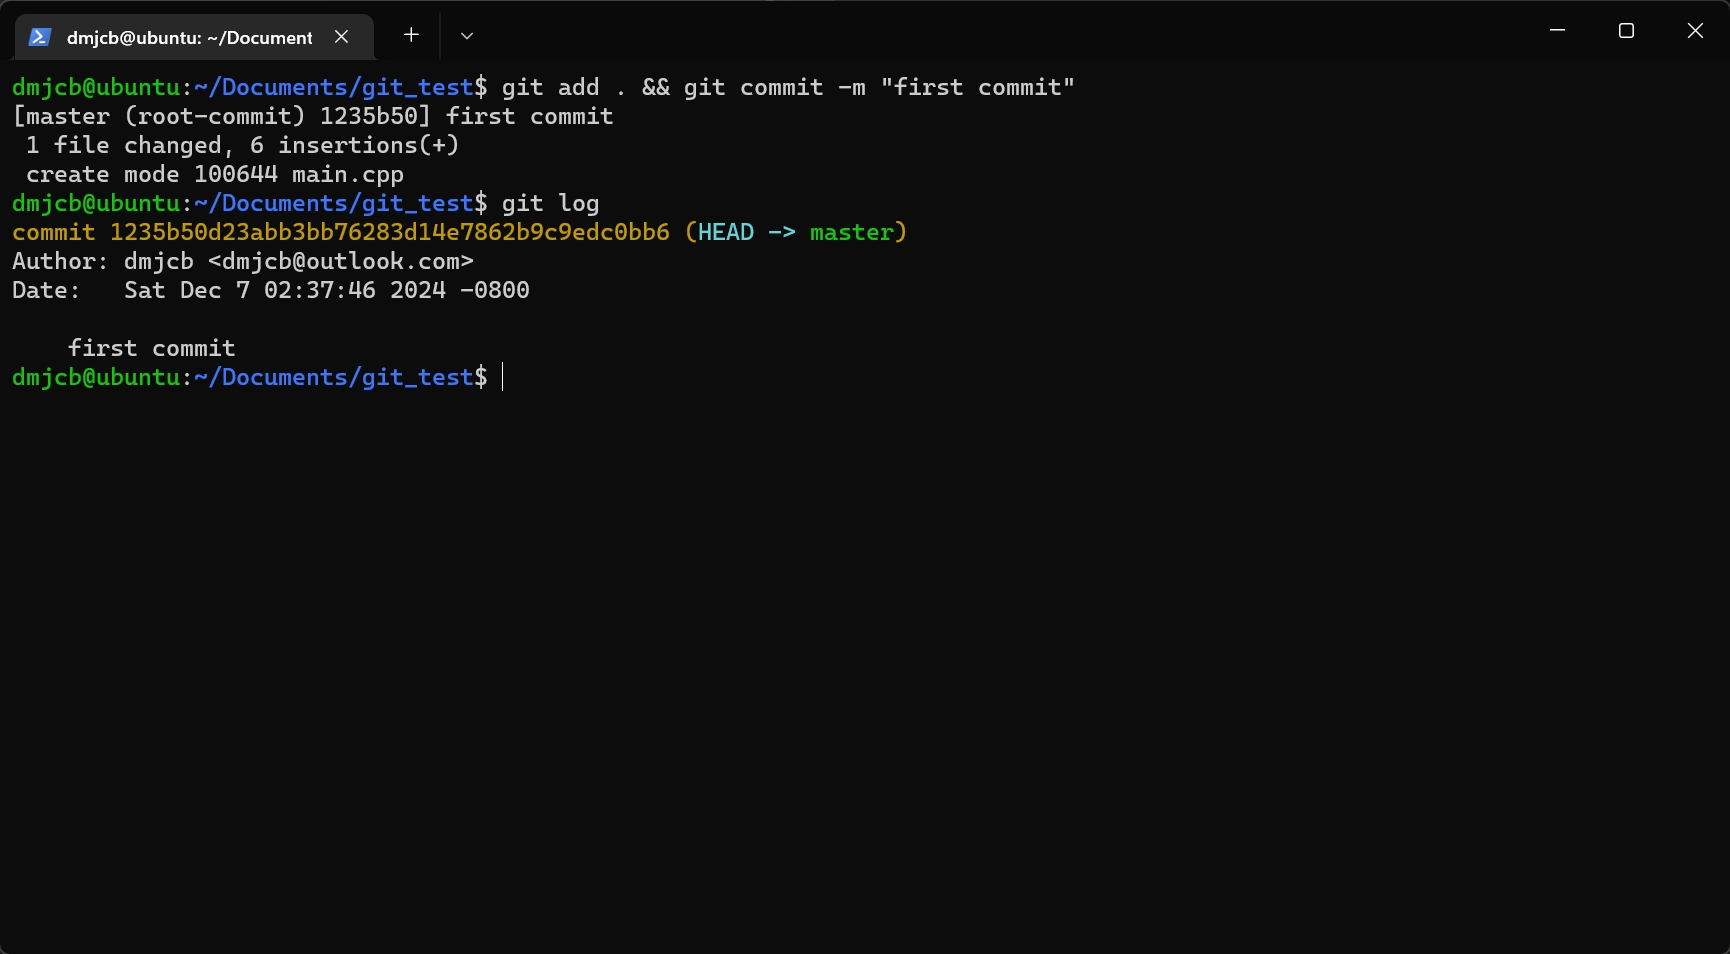 dmjcb@ubuntu: ~/Document
dmjcb@ubuntu:~/Documents/git_test$ git add . && git commit -m "first commit"
[master (root-commit) 1235b50] first commit
 1 file changed, 6 insertions(+)
 create mode 100644 main.cpp
dmjcb@ubuntu:~/Documents/git_test$ git log
commit 1235b50d23abb3bb76283d14e7862b9c9edc0bb6 (HEAD -> master)
Author: dmjcb <dmjcb@outlook.com>
Date:   Sat Dec 7 02:37:46 2024 -0800
    first commit
dmjcb@ubuntu:~/Documents/git_test$